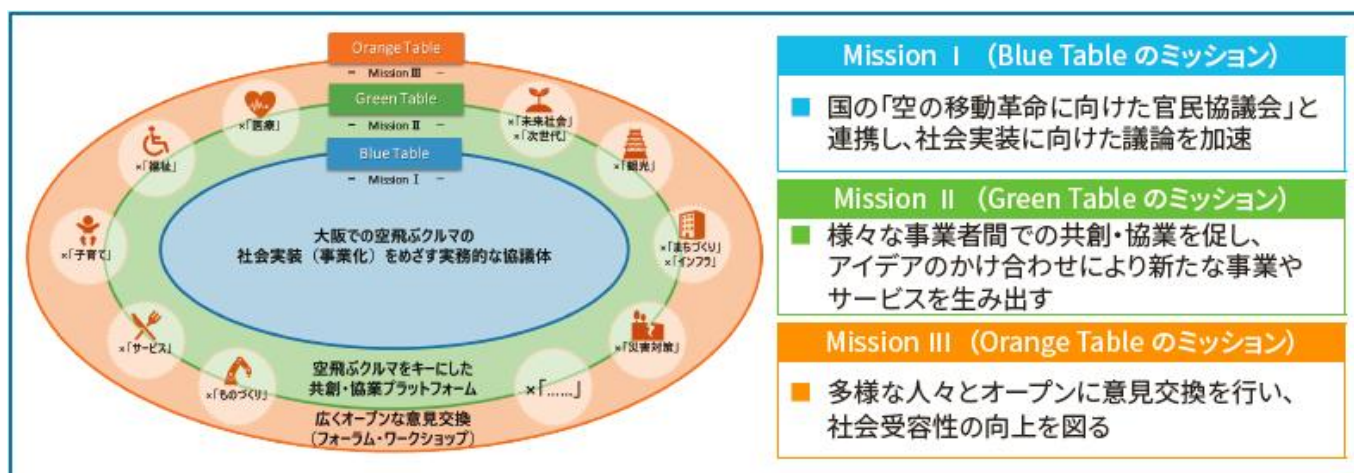 Orange Table
- Mission Ⅲ -
Green Table
- Mission Ⅱ -
Blue Table
- Mission Ⅰ -
×「医療」
×「未来社会」
×「次世代」
×「福祉」
×「観光」
×「子育て」
×「まちづくり」
×「インフラ」
大阪での空飛ぶクルマの
社会実装（事業化）をめざす実務的な協議体
×「サービス」
×「災害対策」
×「ものづくり」
×「……」
空飛ぶクルマをキーにした
共創・協業プラットフォーム
広くオープンな意見交換
(フォーラム・ワークショップ)
Mission Ⅰ （Blue Table のミッション）
■ 国の「空の移動革命に向けた官民協議会」と
連携し、社会実装に向けた議論を加速
Mission Ⅱ （Green Table のミッション）
■ 様々な事業者間での共創・協業を促し、
アイデアのかけ合わせにより新たな事業や
サービスを生み出す
Mission Ⅲ （Orange Table のミッション）
■ 多様な人々とオープンに意見交換を行い、
社会受容性の向上を図る